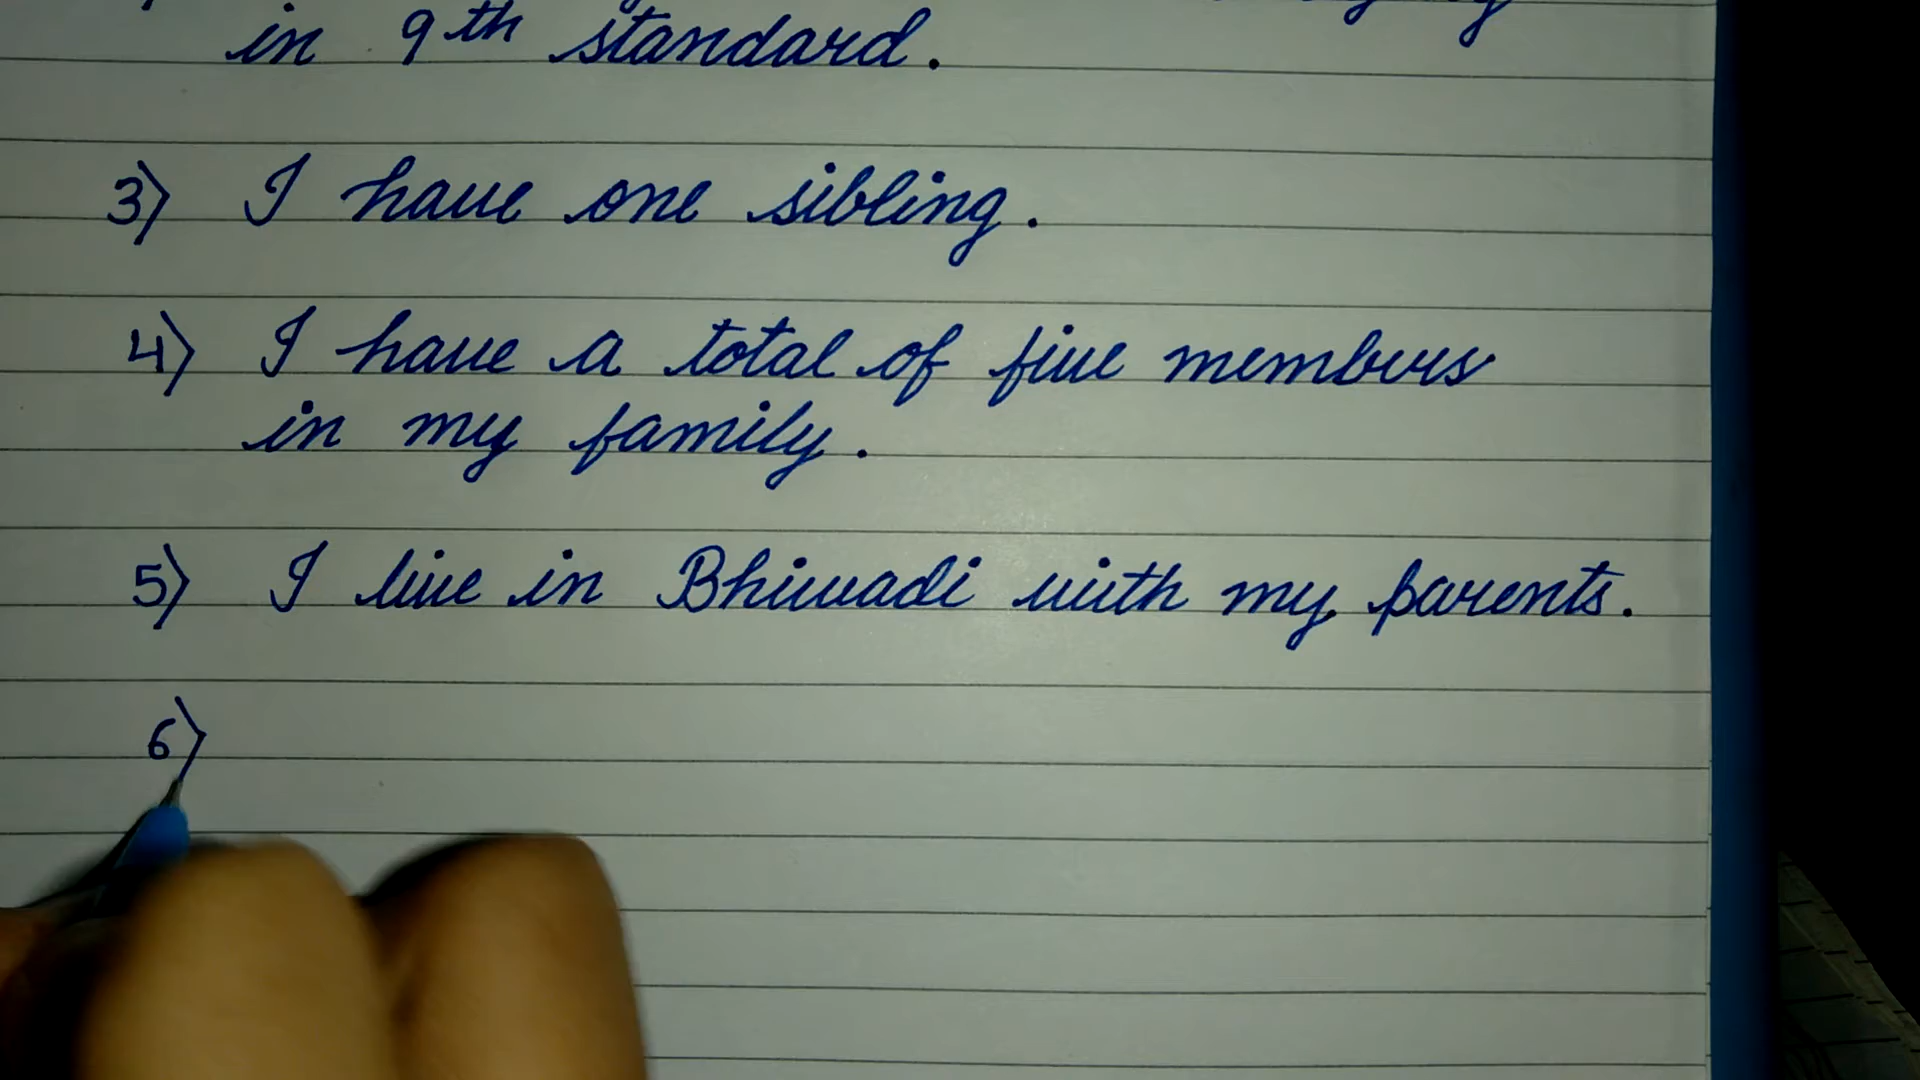 in 9th standard.
3) I have one sibling.
4) I have a total of five members
in my family.
5) I live in Bhiwadi with my parents.
6)